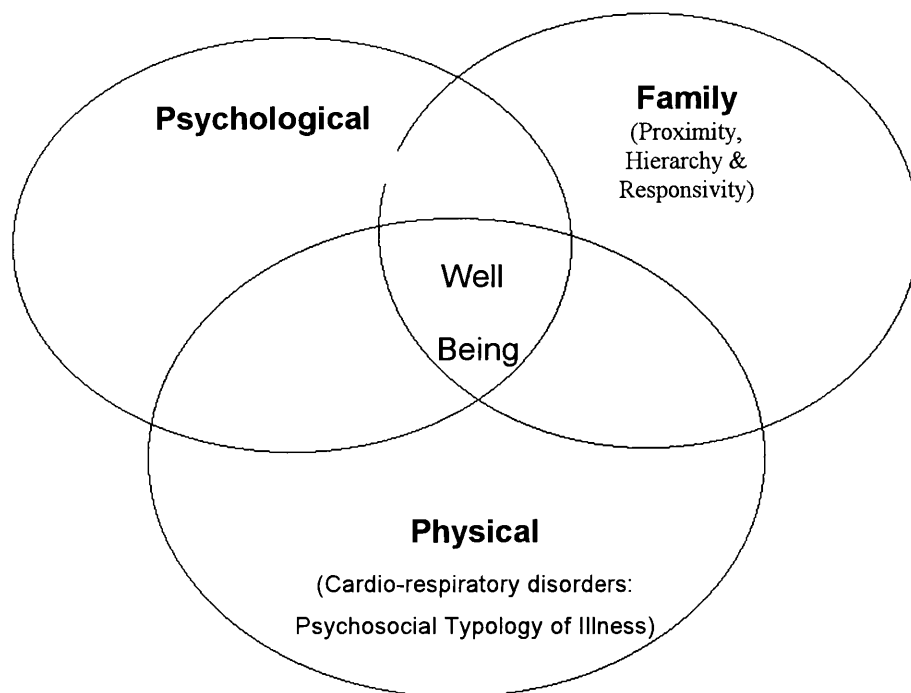 Psychological
Family
(Proximity,
Hierarchy &
Responsivity)
Well
Being
Physical
(Cardio-respiratory disorders:
Psychosocial Typology of Illness)